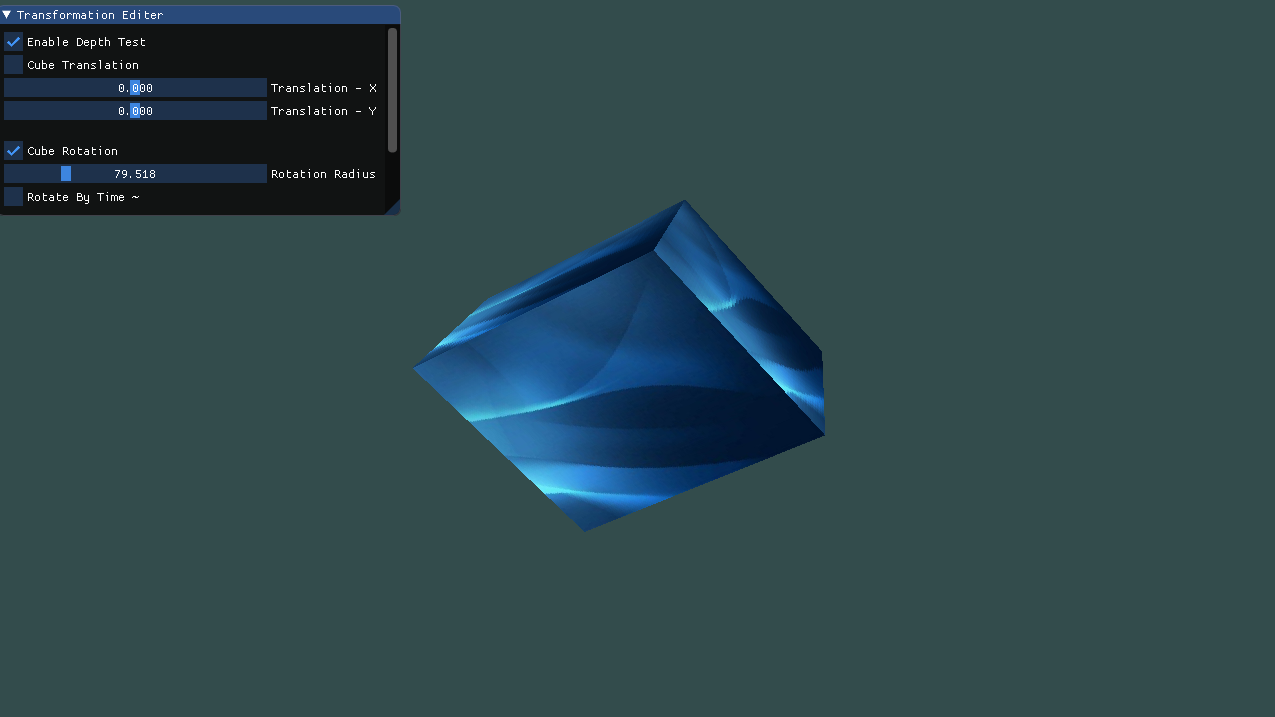 Transformation Editer
Enable Depth Test
Cube Translation
0.000 Translation - X
0.000 Translation - Y
Cube Rotation
79.518 Rotation Radius
Rotate By Time ~